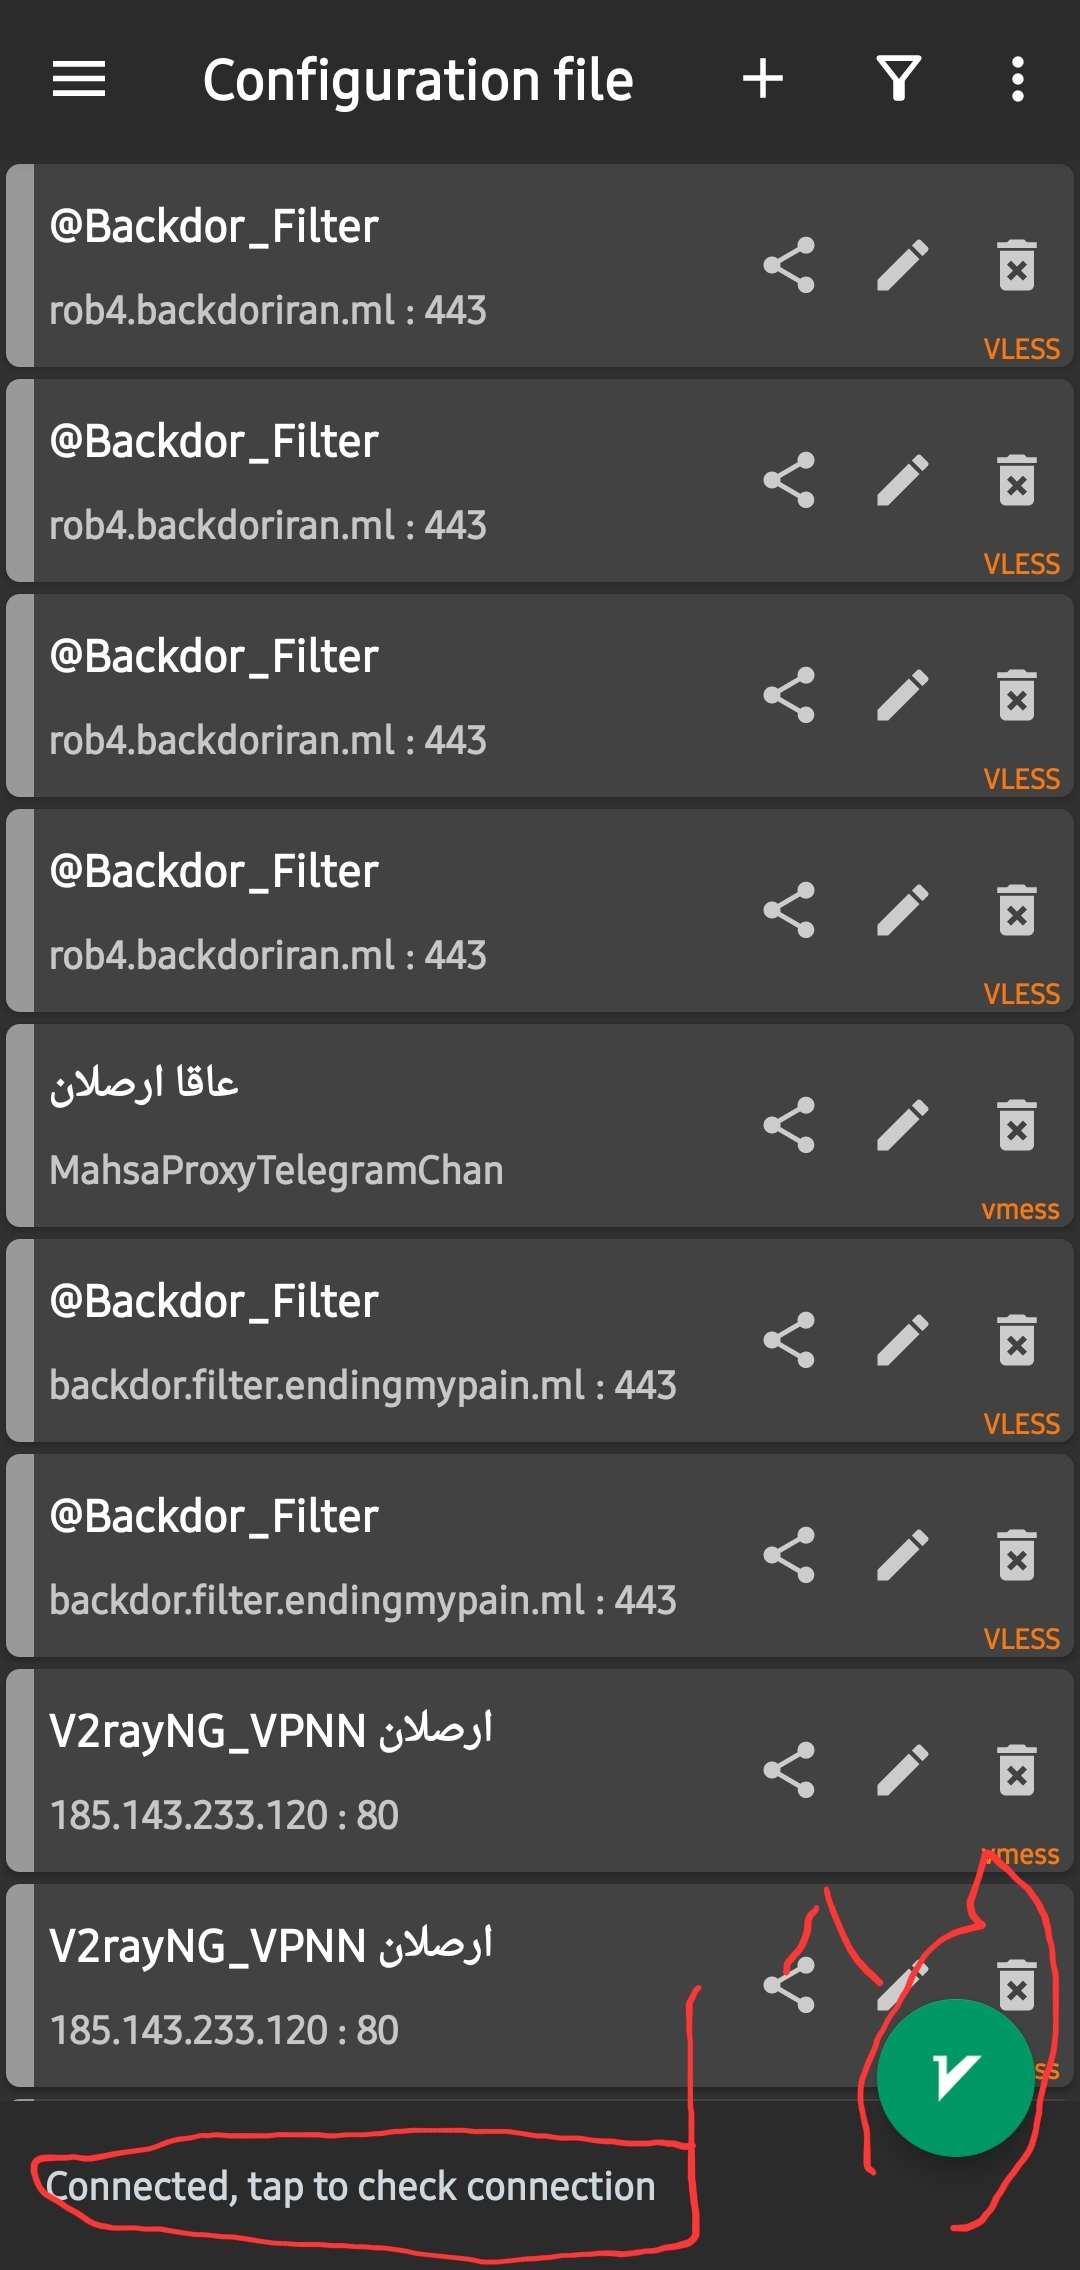 Configuration file
@Backdor_Filter
rob4.backdoriran.ml : 443
VLESS
@Backdor_Filter
rob4.backdoriran.ml : 443
VLESS
@Backdor_Filter
rob4.backdoriran.ml : 443
VLESS
@Backdor_Filter
rob4.backdoriran.ml : 443
VLESS
عاقا ارصلان
MahsaProxyTelegramChan
vmess
@Backdor_Filter
backdor.filter.endingmypain.ml : 443
VLESS
@Backdor_Filter
backdor.filter.endingmypain.ml : 443
VLESS
V2rayNG_VPNN ارصلان
185.143.233.120 : 80
vmess
V2rayNG_VPNN ارصلان
185.143.233.120 : 80
Connected, tap to check connection